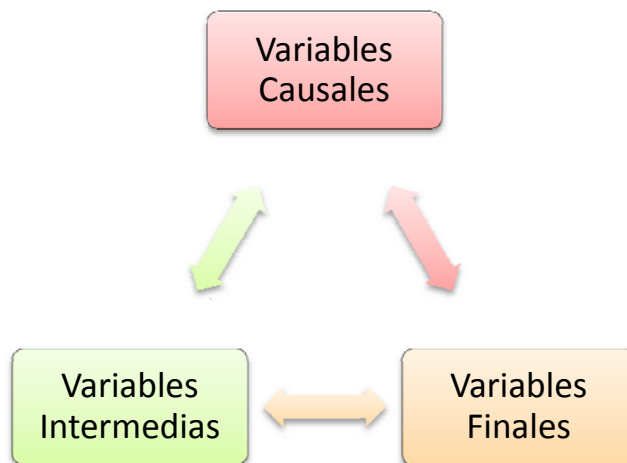 Variables
Causales
Variables
Intermedias
Variables
Finales